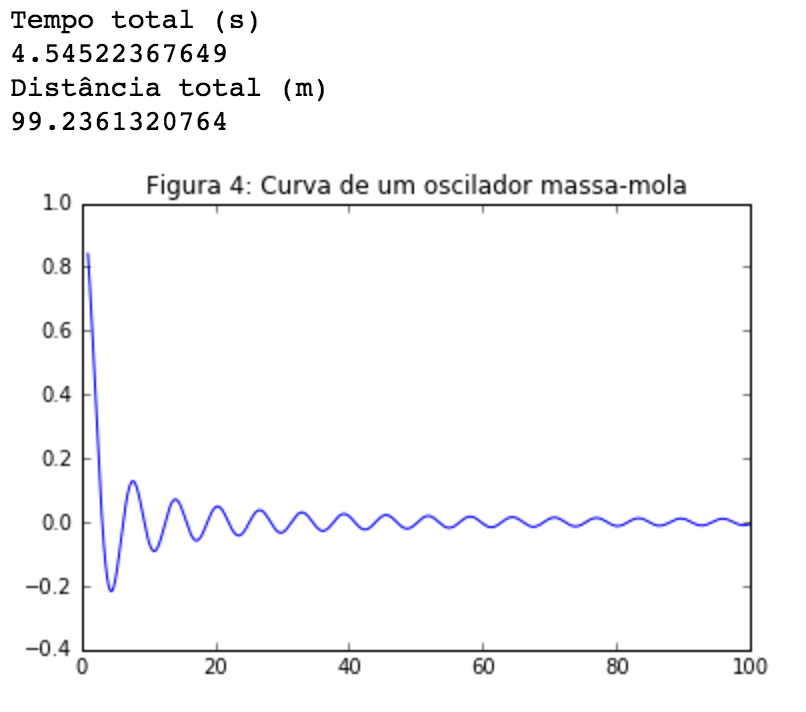 Tempo total (s)
4.54522367649
Distância total (m)
99.2361320764
Figura 4: Curva de um oscilador massa-mola
1.0
0.8
0.6
0.4
0.2
0.0
−0.2
−0.4
0 20 40 60 80 100